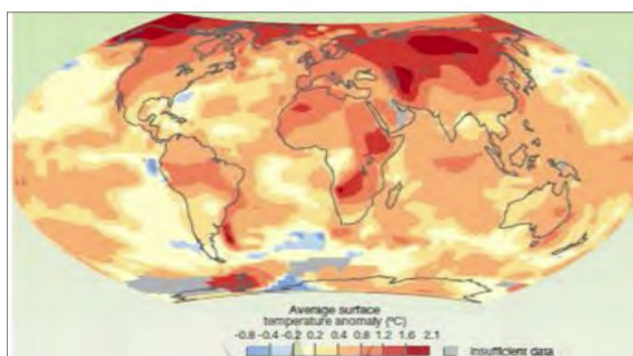 Average surface
temperature anomaly (ºC)
-0.8 -0.4 -0.2 0.2 0.4 0.8 1.2 1.6 2.1
Insufficient data